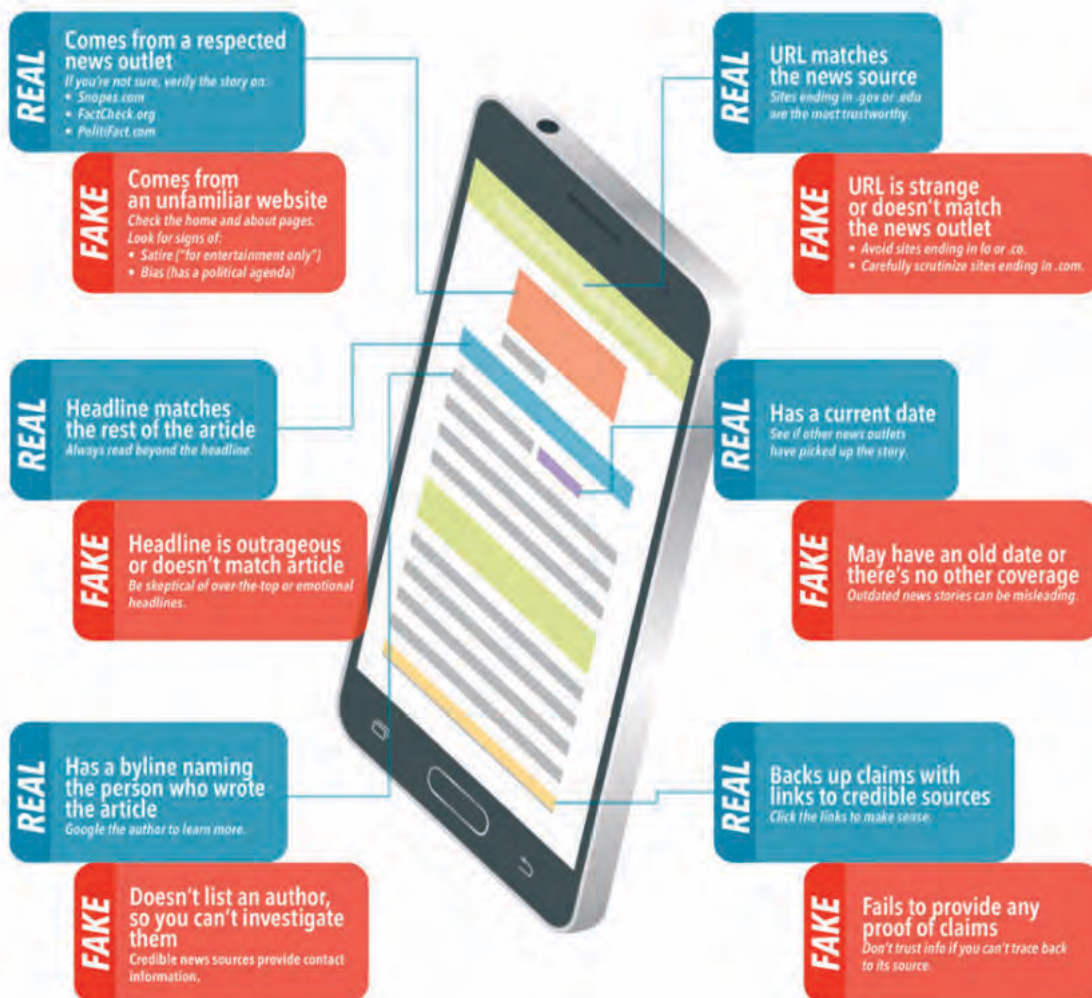 REAL
Comes from a respected
news outlet
If you're not sure, verify the story on:
• Snopes.com
• FactCheck.org
• PolitiFact.com
FAKE
Comes from
an unfamiliar website
Check the home and about pages.
Look for signs of:
• Satire ("for entertainment only")
• Bias (has a political agenda)
REAL
URL matches
the news source
Sites ending in .gov or .edu
are the most trustworthy.
FAKE
URL is strange
or doesn't match
the news outlet
• Avoid sites ending in lo or .co.
• Carefully scrutinize sites ending in .com.
REAL
Headline matches
the rest of the article
Always read beyond the headline.
FAKE
Headline is outrageous
or doesn't match article
Be skeptical of over-the-top or emotional
headlines.
REAL
Has a current date
See if other news outlets
have picked up the story.
FAKE
May have an old date or
there's no other coverage
Outdated news stories can be misleading.
REAL
Has a byline naming
the person who wrote
the article
Google the author to learn more.
FAKE
Doesn't list an author,
so you can't investigate
them
Credible news sources provide contact
information.
REAL
Backs up claims with
links to credible sources
Click the links to make sense.
FAKE
Fails to provide any
proof of claims
Don't trust info if you can't trace back
to its source.